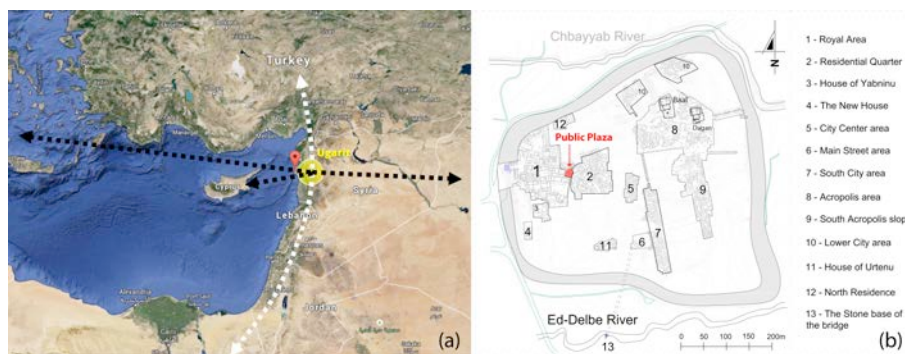 Turkey
Ugarit
Syria
Lebanon
Alexandria
Jordan
(a)
Chbayyab River
N
10
10
Baal
Dagan
12
8
Public Plaza
1
2
5
9
3
4
7
11
6
Ed-Delbe River
13
0 50 100 200m
(b)
1 - Royal Area
2 - Residential Quarter
3 - House of Yabninu
4 - The New House
5 - City Center area
6 - Main Street area
7 - South City area
8 - Acropolis area
9 - South Acropolis slop
10 - Lower City area
11 - House of Urtenu
12 - North Residence
13 - The Stone base of
the bridge